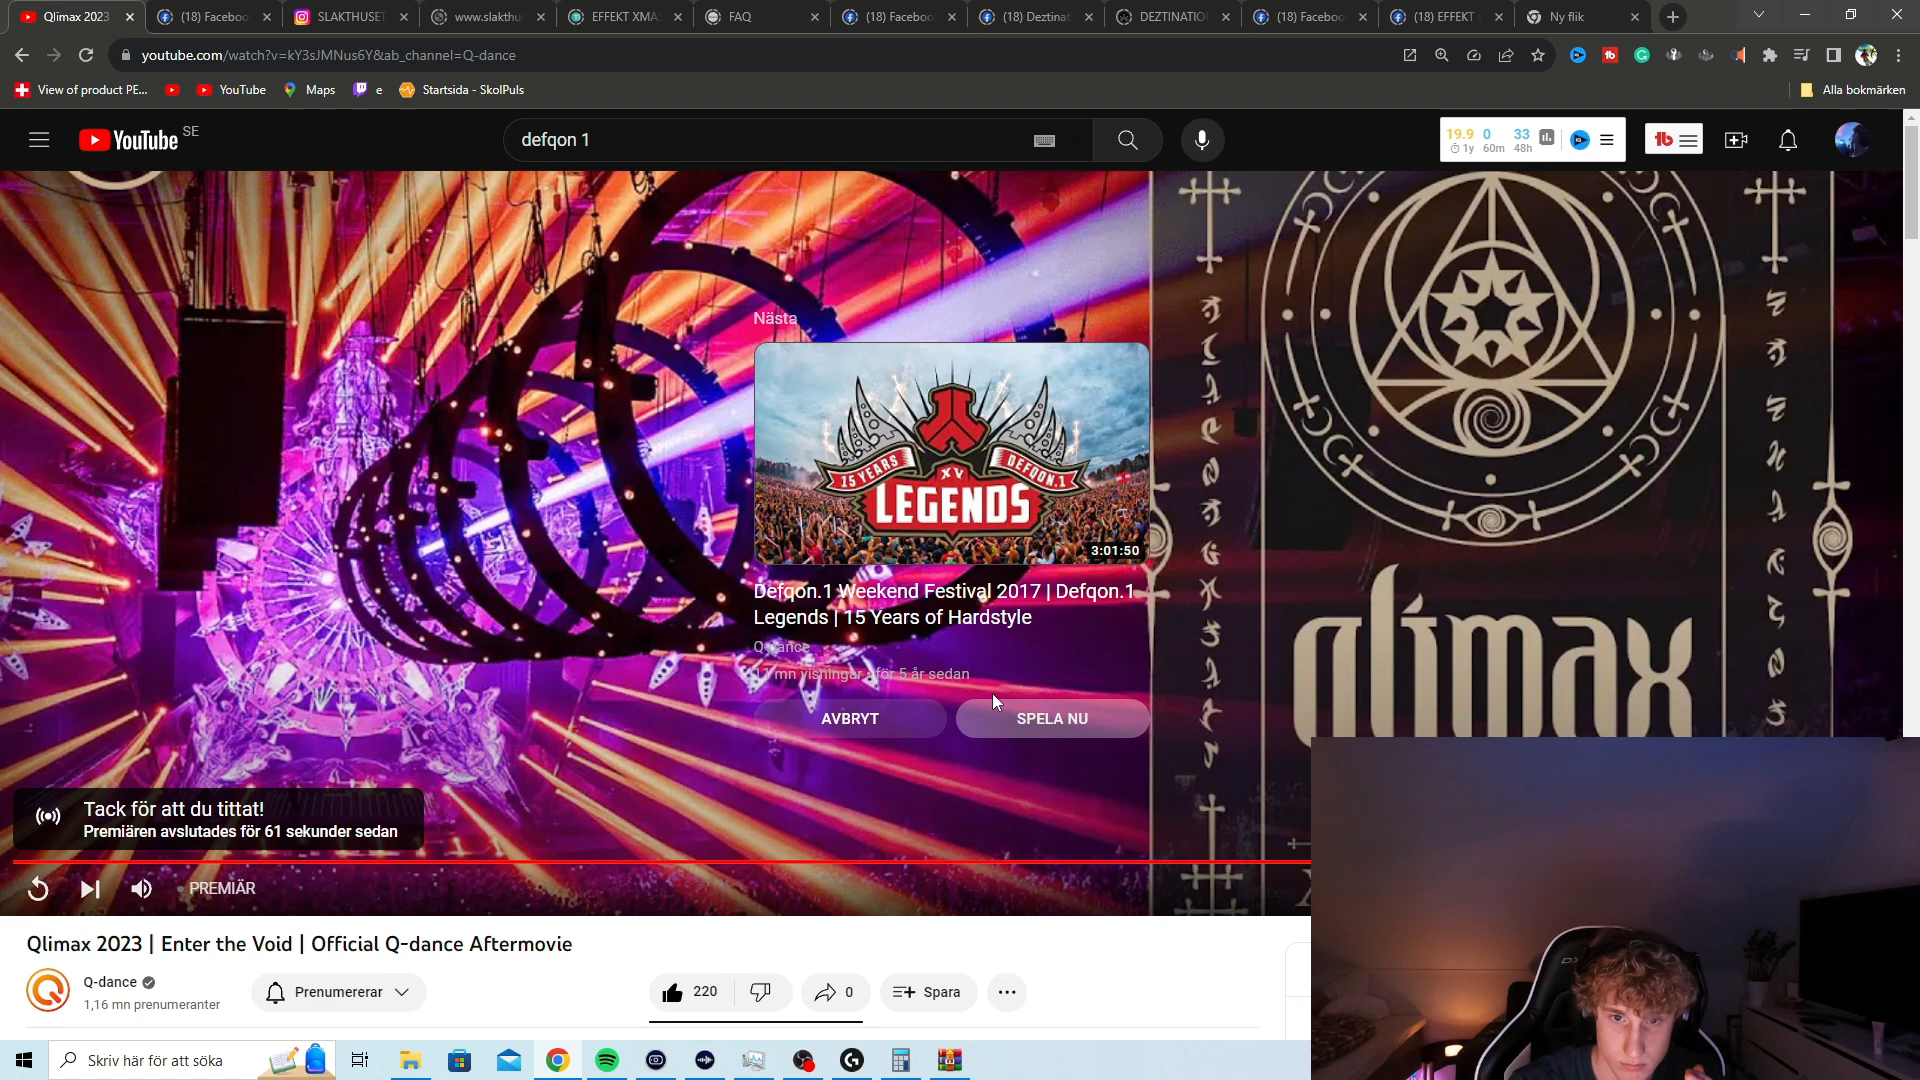 Qlimax 2023
(18) Faceboo
SLAKTHUSET
www.slakthu
EFFEKT XMA
FAQ
(18) Faceboo
(18) Deztinat
DEZTINATIO
(18) Faceboo
(18) EFFEKT
Ny flik
youtube.com/watch?v=kY3sJMNus6Y&ab_channel=Q-dance
View of product PE...
YouTube
Maps
e
Startsida - SkolPuls
Alla bokmärken
YouTube SE
defqon 1
19.9 0 33
1y 60m 48h
tb
Nästa
15 YEARS XV DEFQON.1
LEGENDS
3:01:50
Defqon.1 Weekend Festival 2017 | Defqon.1
Legends | 15 Years of Hardstyle
Q-dance
11 mn visningar • för 5 år sedan
AVBRYT
SPELA NU
qlimax
Tack för att du tittat!
Premiären avslutades för 61 sekunder sedan
PREMIÄR
Qlimax 2023 | Enter the Void | Official Q-dance Aftermovie
Q-dance
1,16 mn prenumeranter
Prenumererar
220
0
Spara
Skriv här för att söka